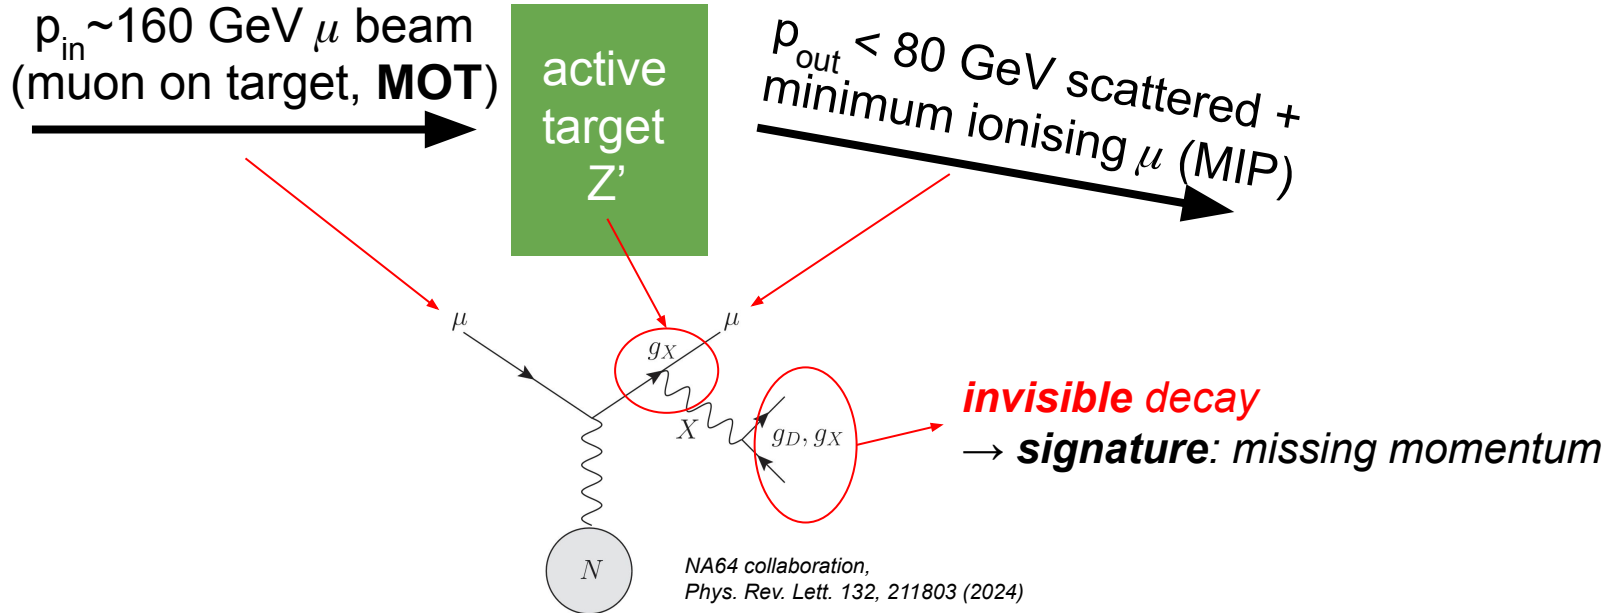 p_in~160 GeV μ beam
(muon on target, MOT)
active
target
Z’
p_out < 80 GeV scattered +
minimum ionising μ (MIP)
μ
μ
g_X
X
g_D, g_X
N
invisible decay
→ signature: missing momentum
NA64 collaboration,
Phys. Rev. Lett. 132, 211803 (2024)